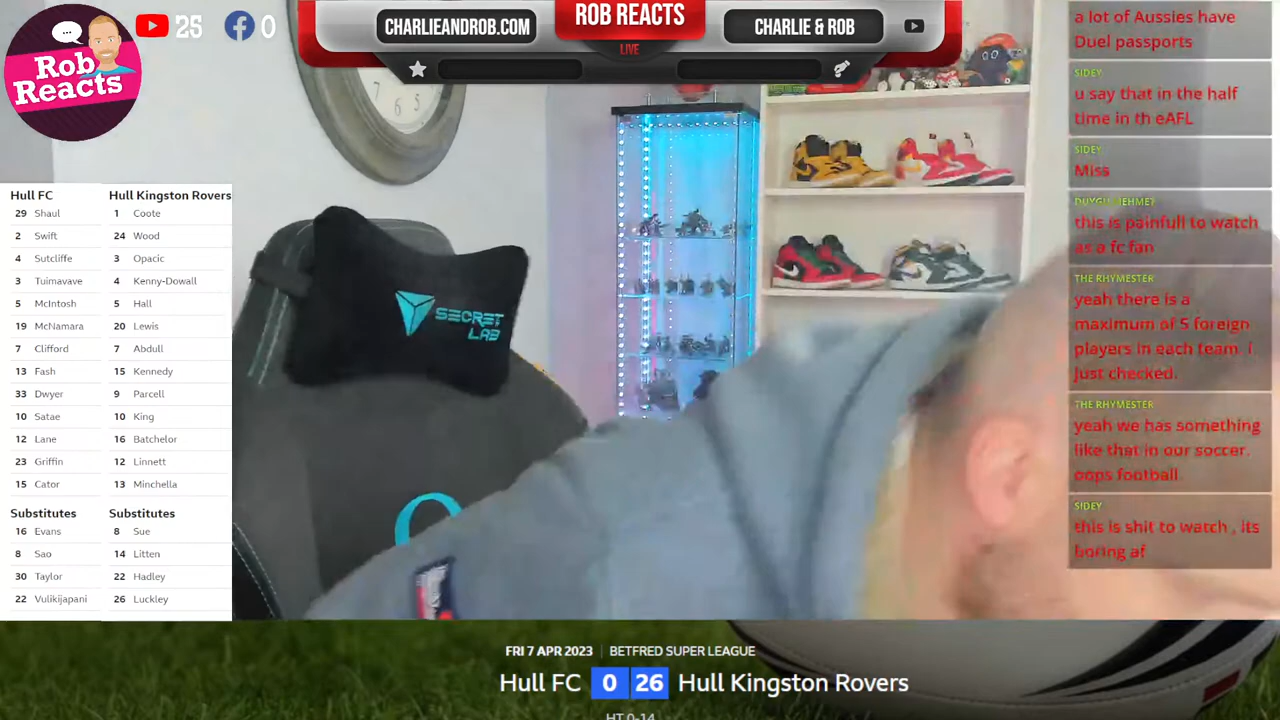 Rob
Reacts
25
0
CHARLIEANDROB.COM
ROB REACTS
LIVE
CHARLIE & ROB
7 6 5
SECRET
LAB
Hull FC
29 Shaul
2 Swift
4 Sutcliffe
3 Tuimavave
5 McIntosh
19 McNamara
7 Clifford
13 Fash
33 Dwyer
10 Satae
12 Lane
23 Griffin
15 Cator
Substitutes
16 Evans
8 Sao
30 Taylor
22 Vulikijapani
Hull Kingston Rovers
1 Coote
24 Wood
3 Opacic
4 Kenny-Dowall
5 Hall
20 Lewis
7 Abdull
15 Kennedy
9 Parcell
10 King
16 Batchelor
12 Linnett
13 Minchella
Substitutes
8 Sue
14 Litten
22 Hadley
26 Luckley
a lot of Aussies have
Duel passports
SIDEY
u say that in the half
time in th eAFL
SIDEY
Miss
DUYGU MEHMET
this is painfull to watch
as a fc fan
THE RHYMESTER
yeah there is a
maximum of 5 foreign
players in each team. i
just checked.
THE RHYMESTER
yeah we has something
like that in our soccer.
oops football
SIDEY
this is shit to watch , its
boring af
FRI 7 APR 2023 BETFRED SUPER LEAGUE
Hull FC 0 26 Hull Kingston Rovers
HT 0-14